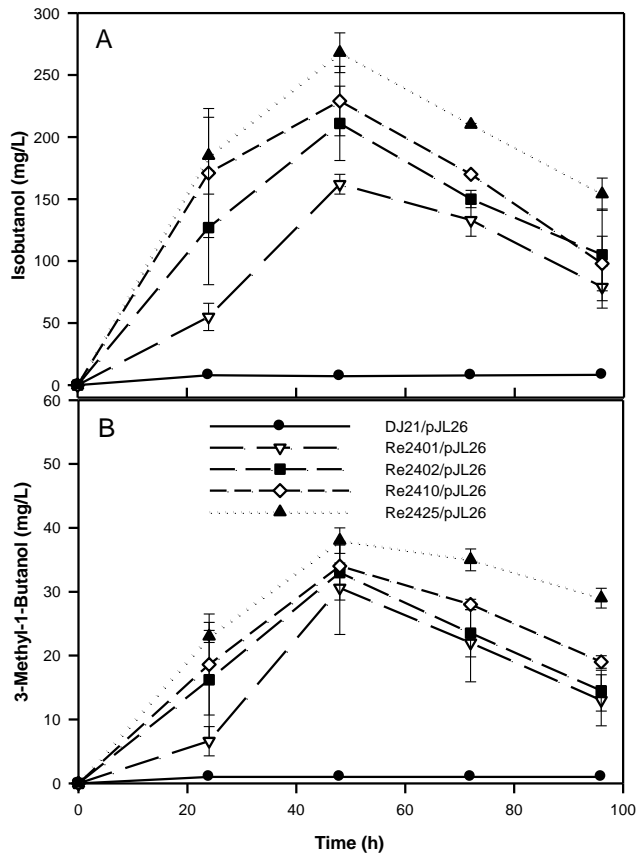 A
Isobutanol (mg/L)
300
250
200
150
100
50
0
B
3-Methyl-1-Butanol (mg/L)
60
50
40
30
20
10
0
DJ21/pJL26
Re2401/pJL26
Re2402/pJL26
Re2410/pJL26
Re2425/pJL26
0 20 40 60 80 100
Time (h)